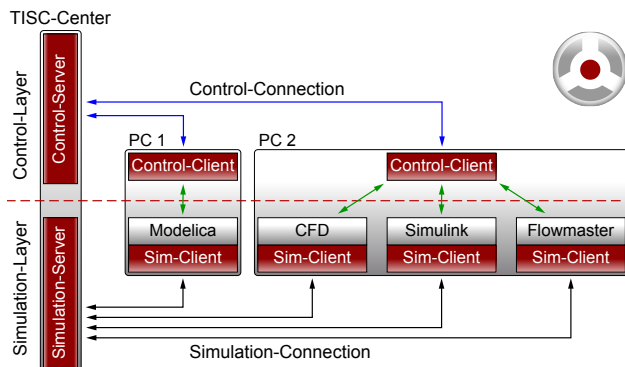 TISC-Center
Control-Layer
Control-Server
Control-Connection
PC 1
PC 2
Control-Client
Control-Client
Simulation-Layer
Simulation-Server
Modelica
CFD
Simulink
Flowmaster
Sim-Client
Sim-Client
Sim-Client
Sim-Client
Simulation-Connection